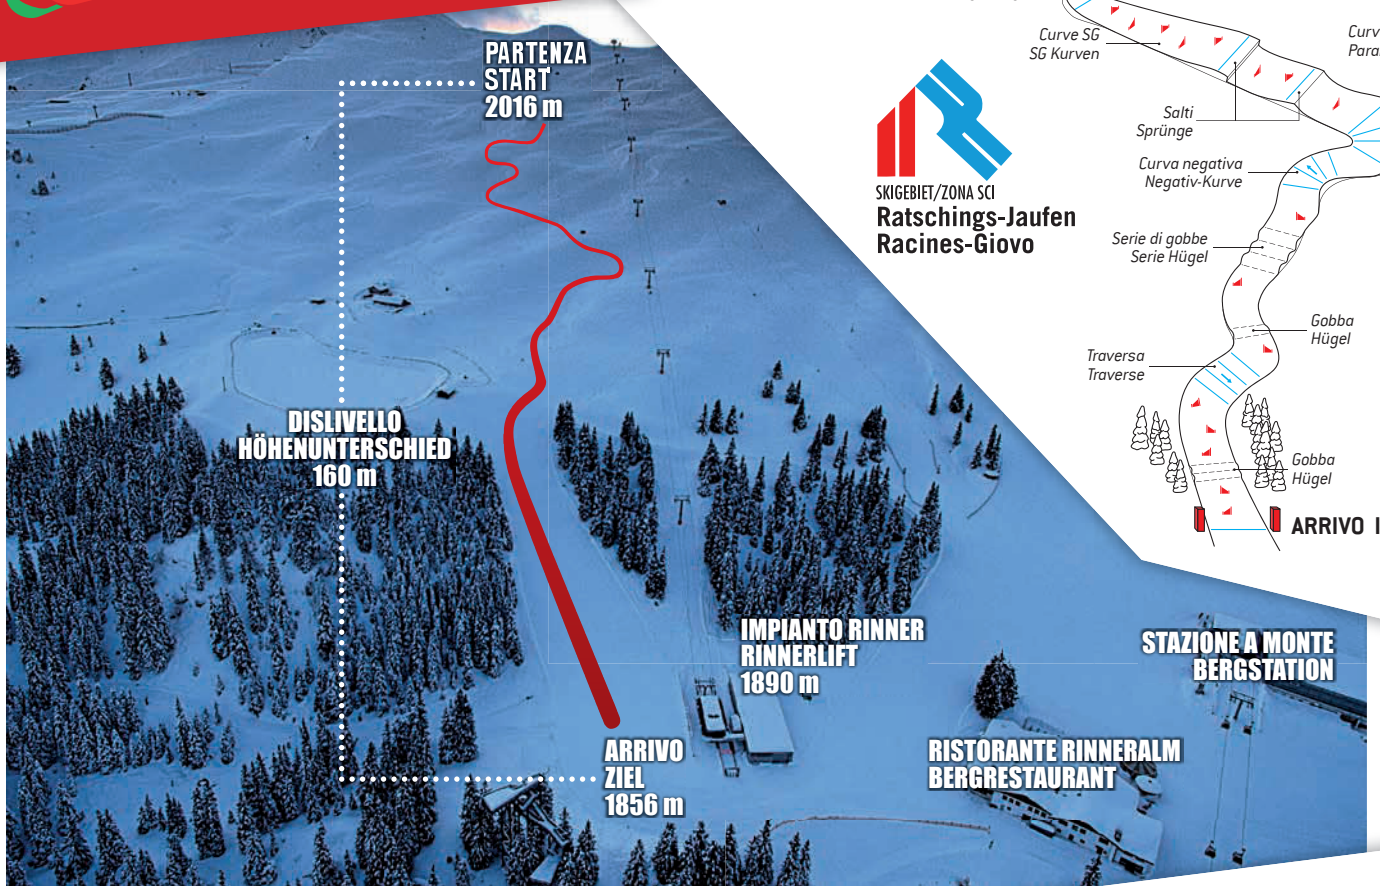 PARTENZA
START
2016 m
DISLIVELLO
HÖHENUNTERSCHIED
160 m
ARRIVO
ZIEL
1856 m
IMPIANTO RINNER
RINNERLIFT
1890 m
RISTORANTE RINNERALM
BERGRESTAURANT
STAZIONE A MONTE
BERGSTATION
SKIGEBIET/ZONA SCI
Ratschings-Jaufen
Racines-Giovo
Curve SG
SG Kurven
Curv
Para
Salti
Sprünge
Curva negativa
Negativ-Kurve
Serie di gobbe
Serie Hügel
Gobba
Hügel
Traversa
Traverse
Gobba
Hügel
ARRIVO